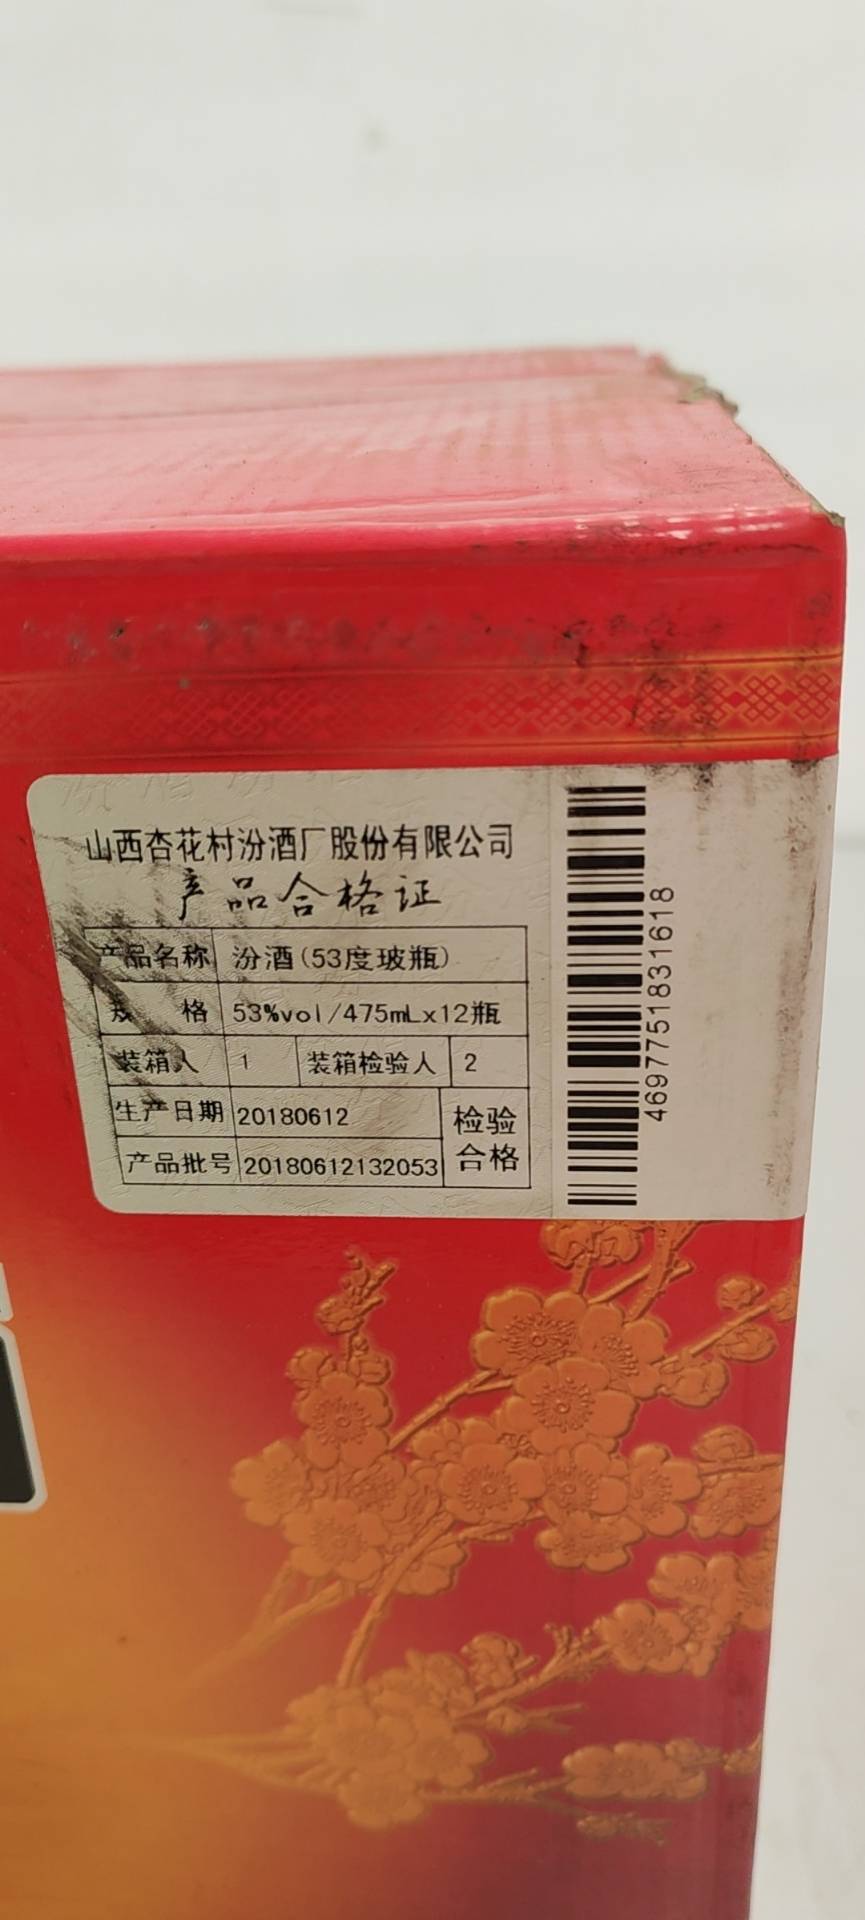 山西杏花村汾酒厂股份有限公司
产品合格证
产品名称 汾酒(53度玻瓶)
规 格 53%vol/475mLx12瓶
装箱人 1 装箱检验人 2
生产日期 20180612 检验
产品批号 20180612132053 合格
4697751831618